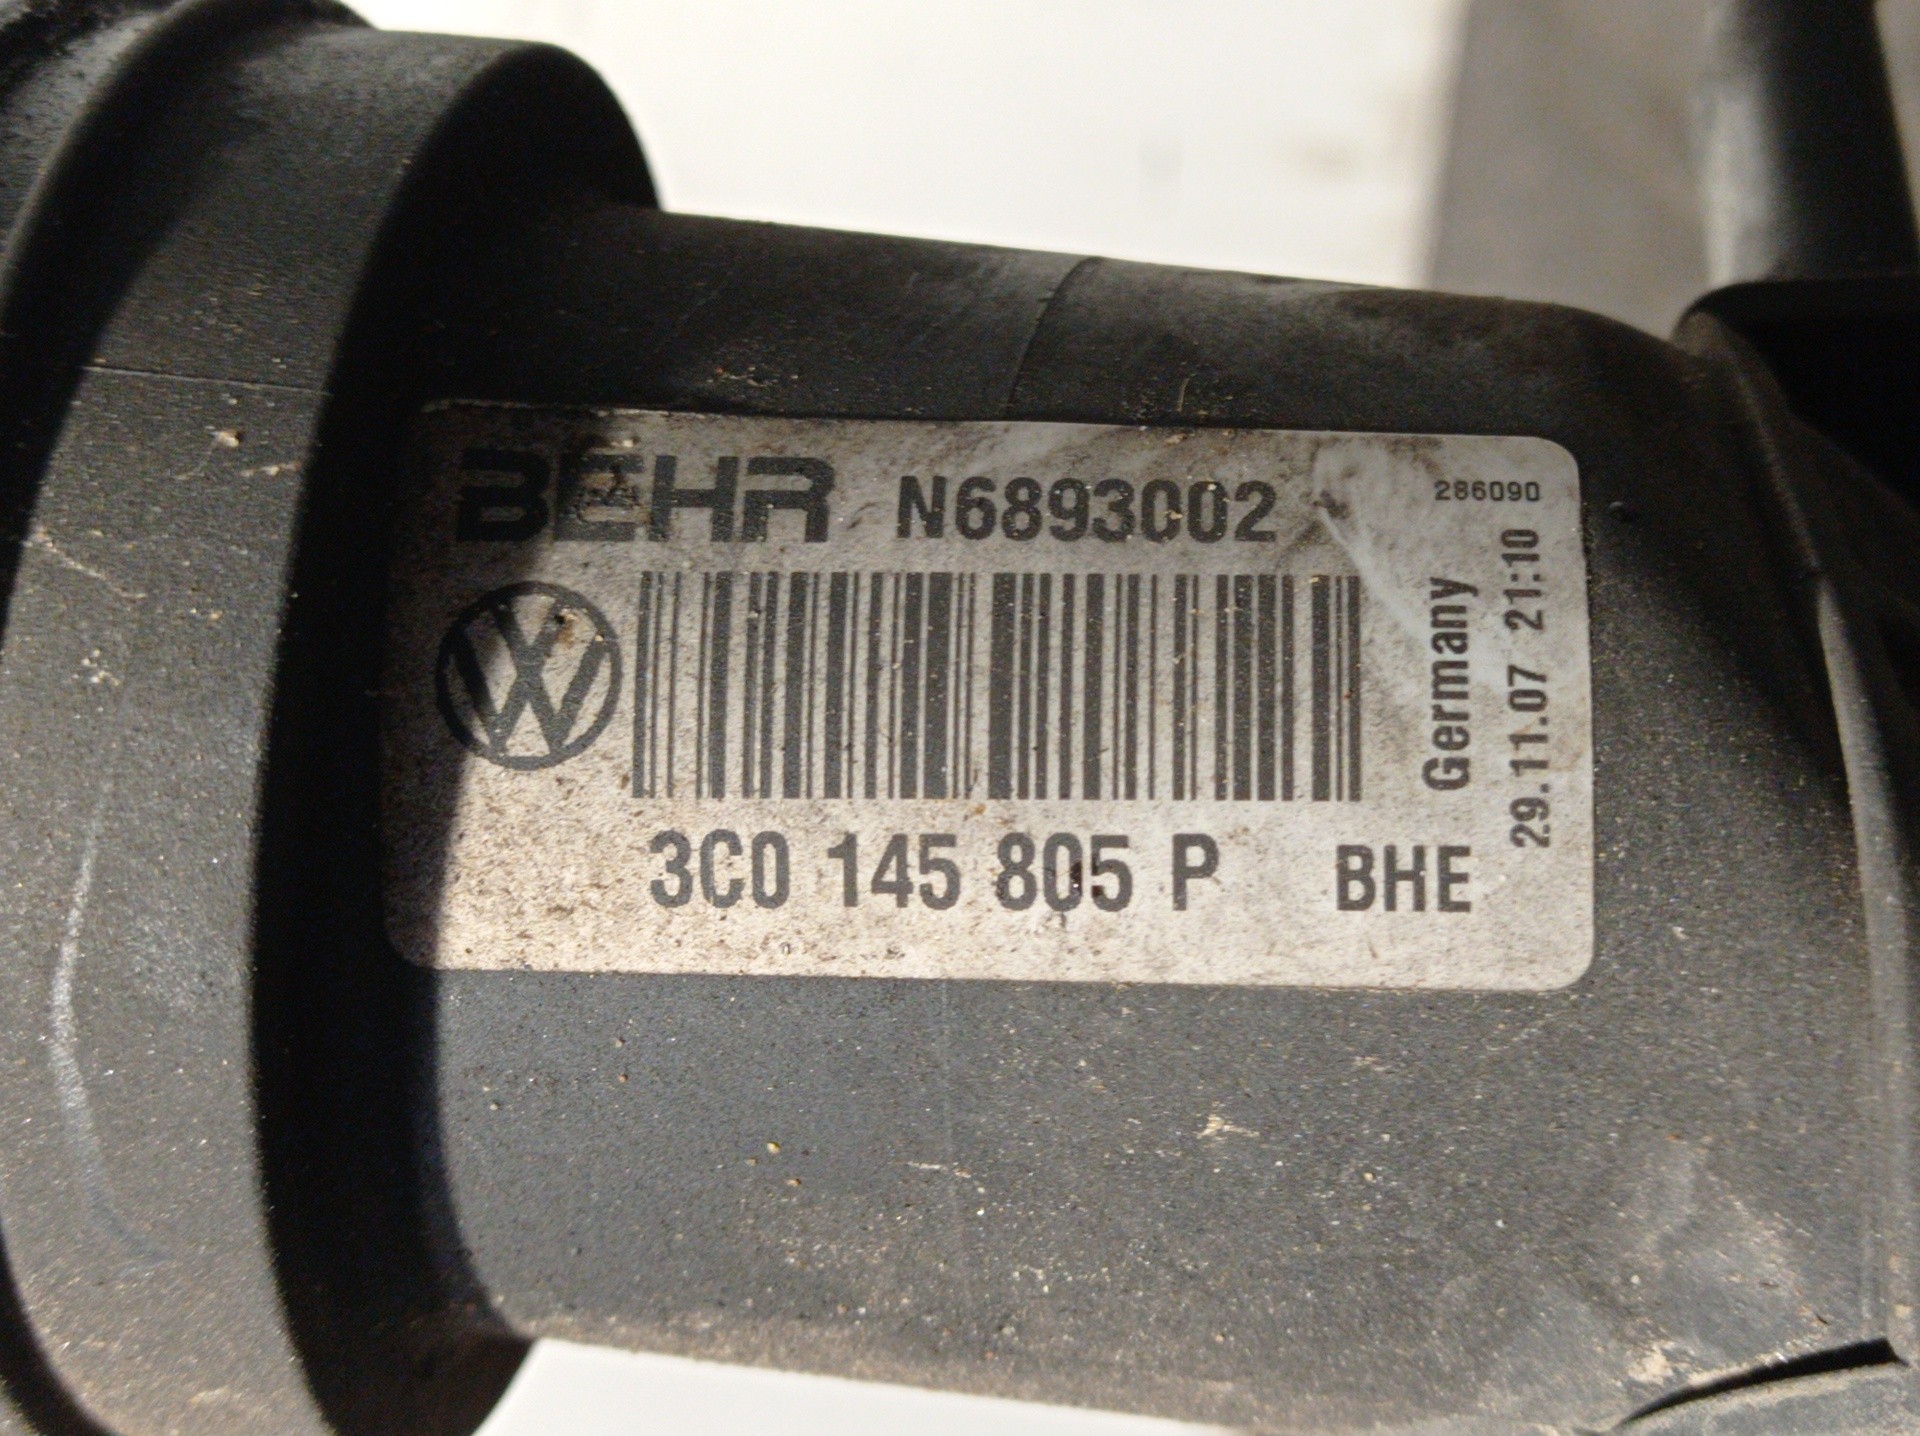 BEHR N6893002
286090
Germany
29.11.07 21:10
3C0 145 805 P BHE